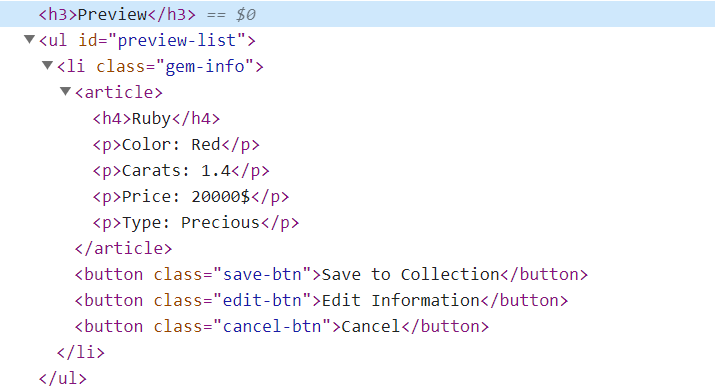 <h3>Preview</h3> == $0
<ul id="preview-list">
<li class="gem-info">
<article>
<h4>Ruby</h4>
<p>Color: Red</p>
<p>Carats: 1.4</p>
<p>Price: 20000$</p>
<p>Type: Precious</p>
</article>
<button class="save-btn">Save to Collection</button>
<button class="edit-btn">Edit Information</button>
<button class="cancel-btn">Cancel</button>
</li>
</ul>